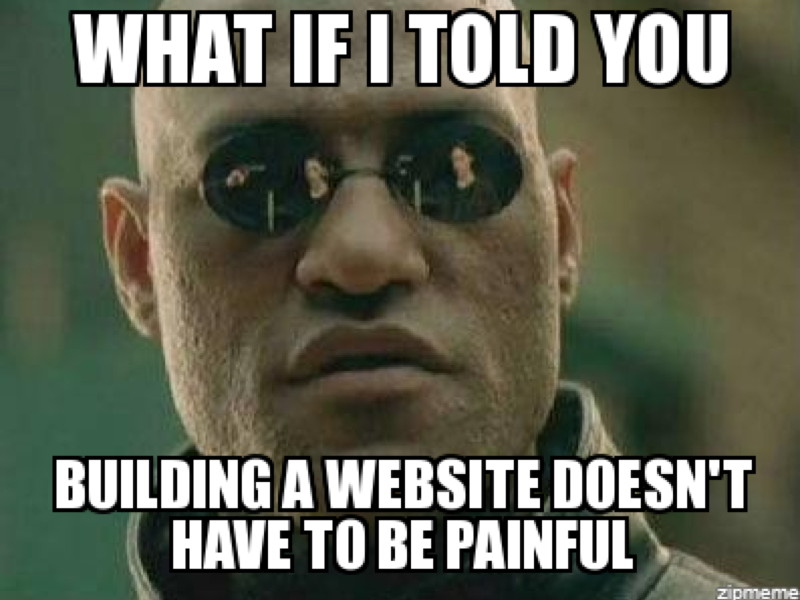 WHAT IF I TOLD YOU
BUILDING A WEBSITE DOESN'T
HAVE TO BE PAINFUL
zipmeme